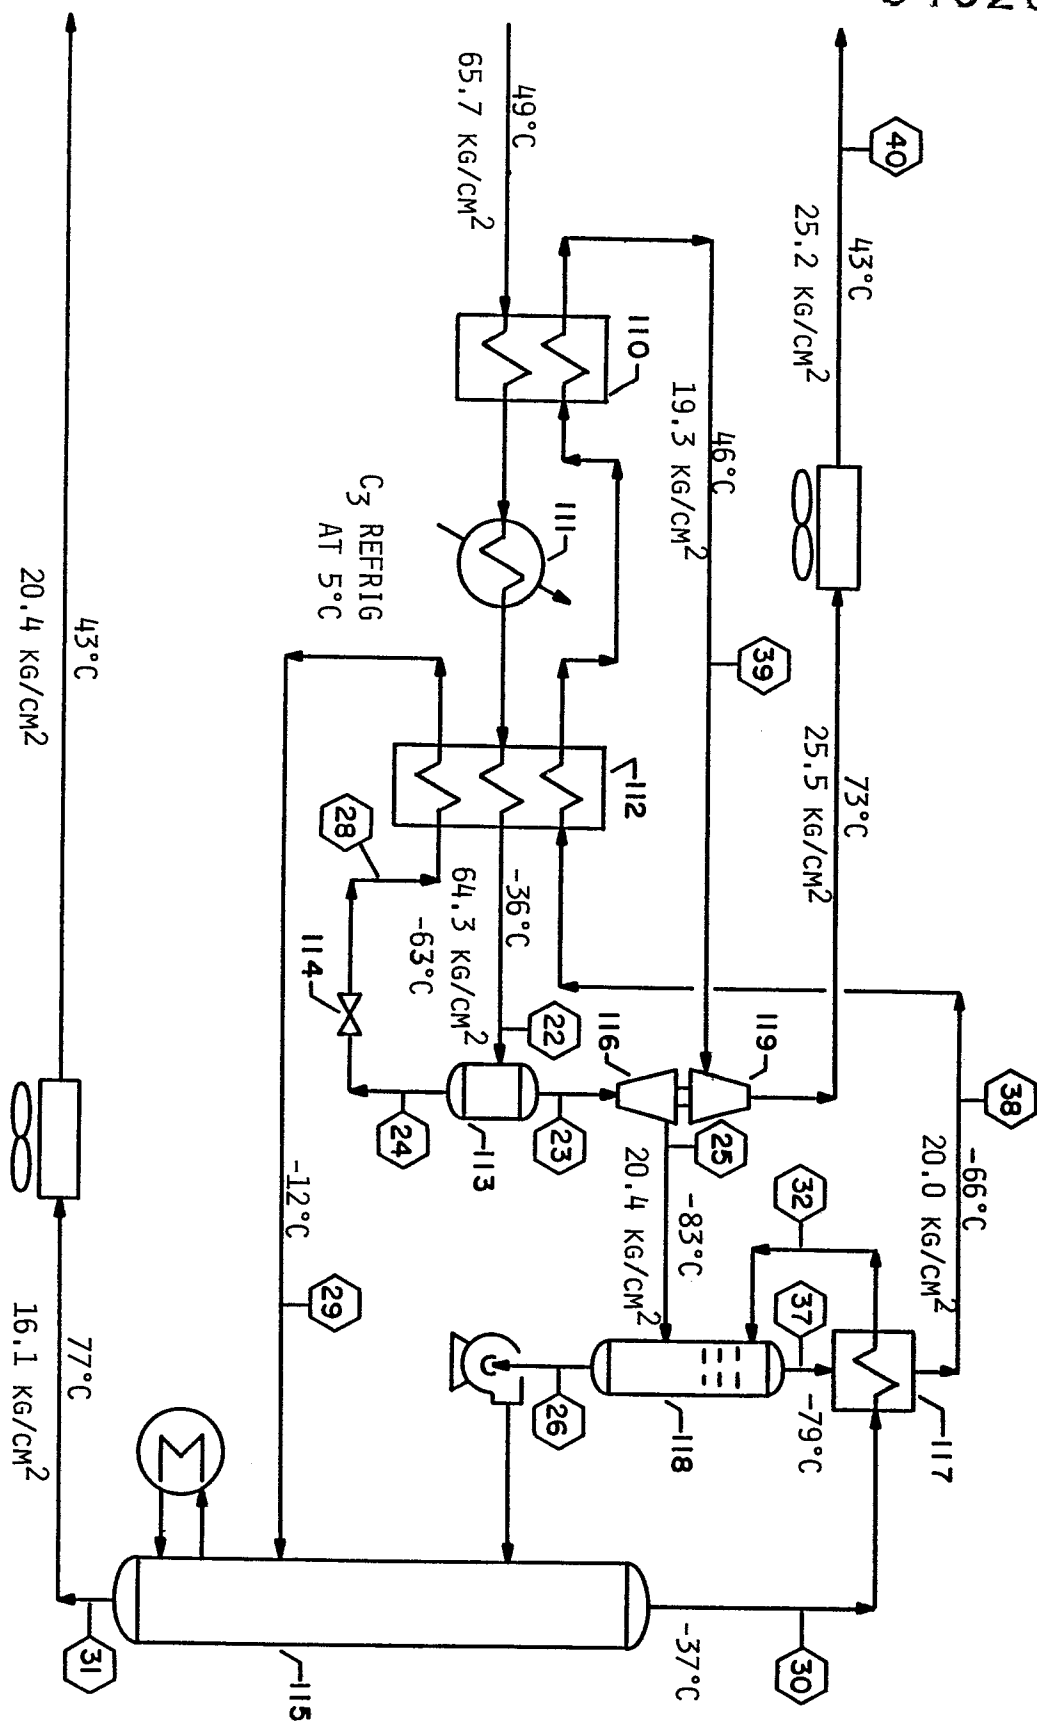 38
-66°C
20.0 KG/CM²
117
40
43°C
25.2 KG/CM²
73°C
25.5 KG/CM²
32
37
-79°C
30
39
119
46°C
19.3 KG/CM²
25
-83°C
20.4 KG/CM²
118
-37°C
110
112
116
111
22
23
26
49°C
65.7 KG/CM²
-36°C
64.3 KG/CM²
113
-63°C
24
C₃ REFRIG
AT 5°C
28
114
-12°C
29
115
43°C
20.4 KG/CM²
77°C
16.1 KG/CM²
31